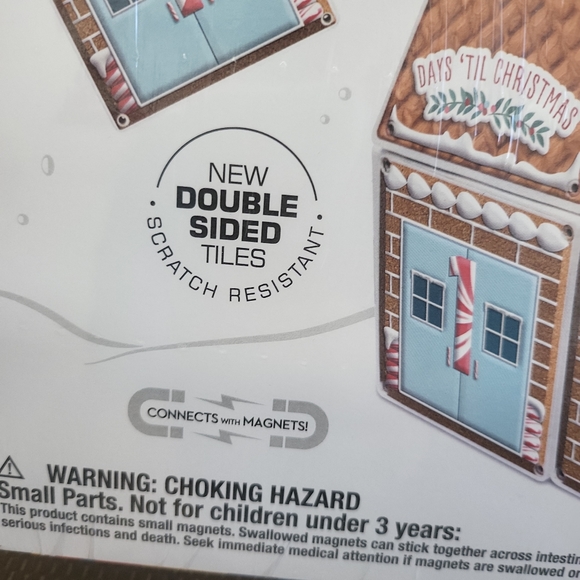 DAYS 'TIL CHRISTMAS
NEW
DOUBLE
SIDED
TILES
SCRATCH RESISTANT
1
CONNECTS WITH MAGNETS!
WARNING: CHOKING HAZARD
Small Parts. Not for children under 3 years:
This product contains small magnets. Swallowed magnets can stick together across
serious infections and death. Seek immediate medical attention if magnets are swallowed or